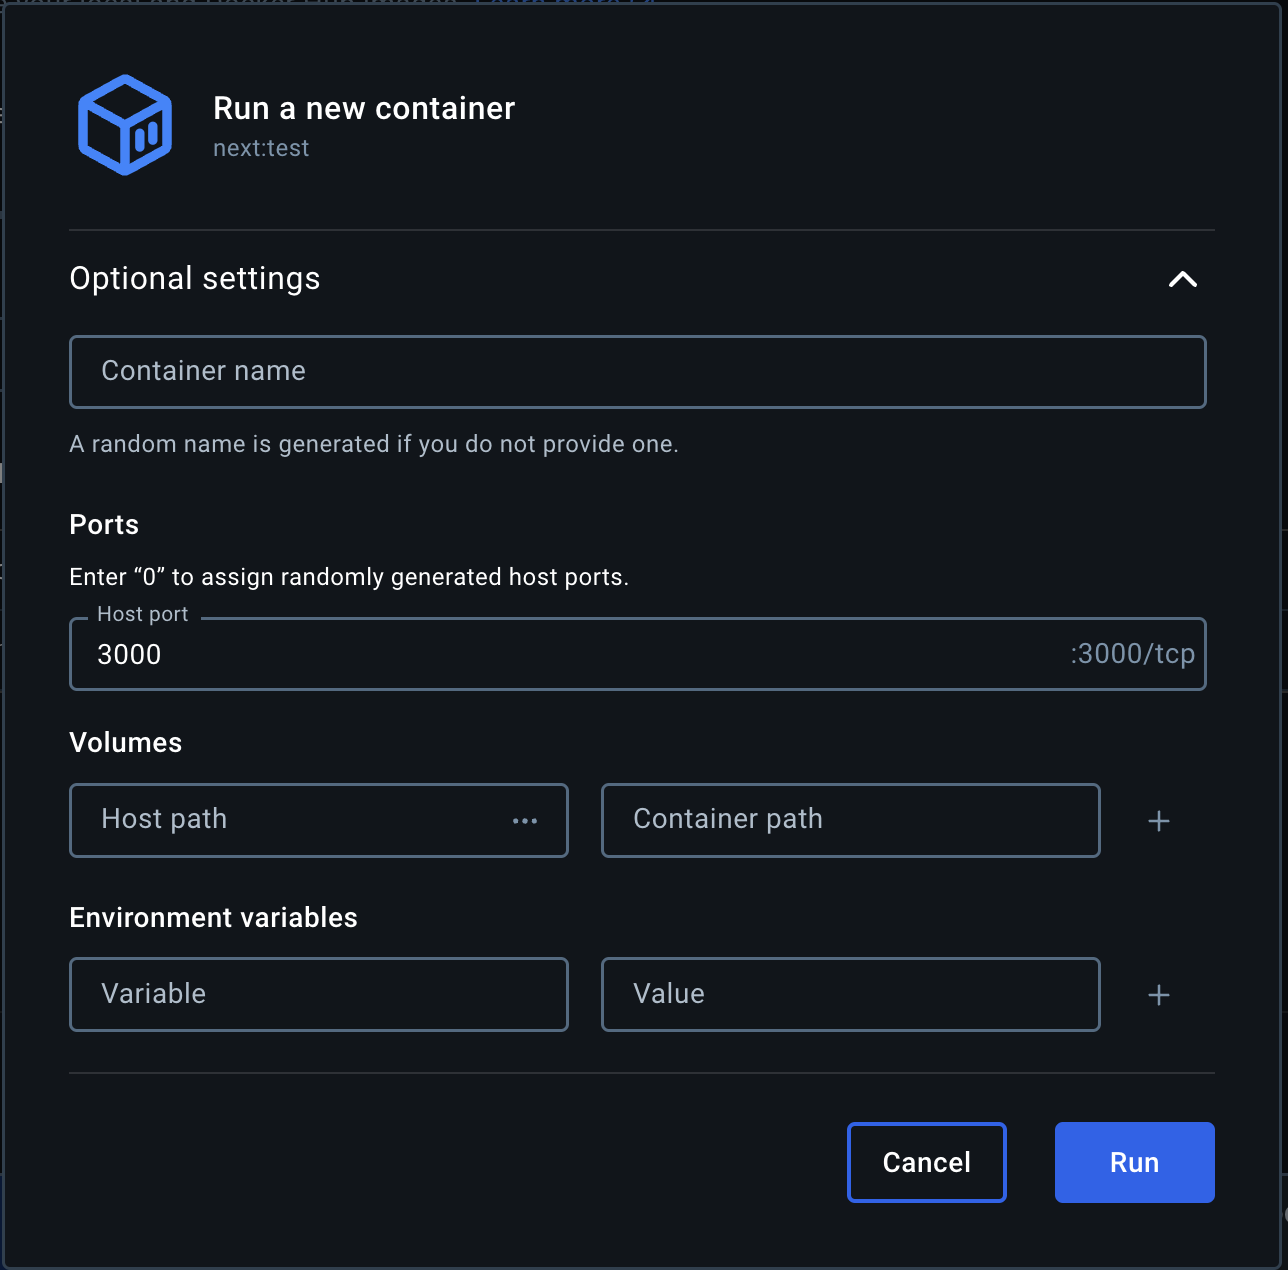 Run a new container
next:test
Optional settings
Container name
A random name is generated if you do not provide one.
Ports
Enter “0” to assign randomly generated host ports.
Host port
3000 :3000/tcp
Volumes
Host path ••• Container path +
Environment variables
Variable Value +
Cancel Run